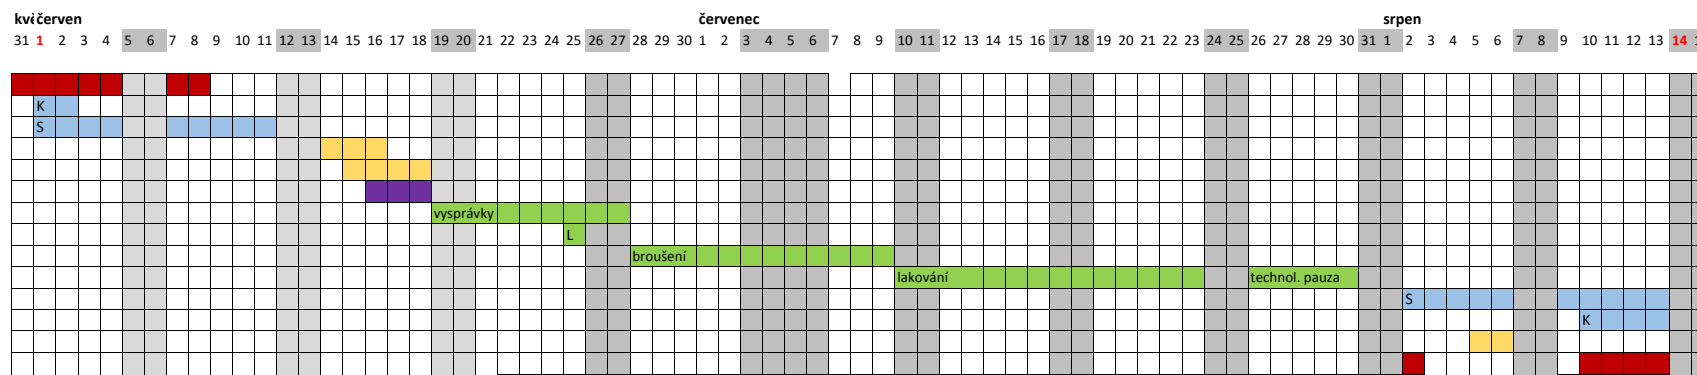 kvě červen červenec srpen
31 1 2 3 4 5 6 7 8 9 10 11 12 13 14 15 16 17 18 19 20 21 22 23 24 25 26 27 28 29 30 1 2 3 4 5 6 7 8 9 10 11 12 13 14 15 16 17 18 19 20 21 22 23 24 25 26 27 28 29 30 31 1 2 3 4 5 6 7 8 9 10 11 12 13 14
K
S
vysprávky
L
broušení
lakování technol. pauza
S
K